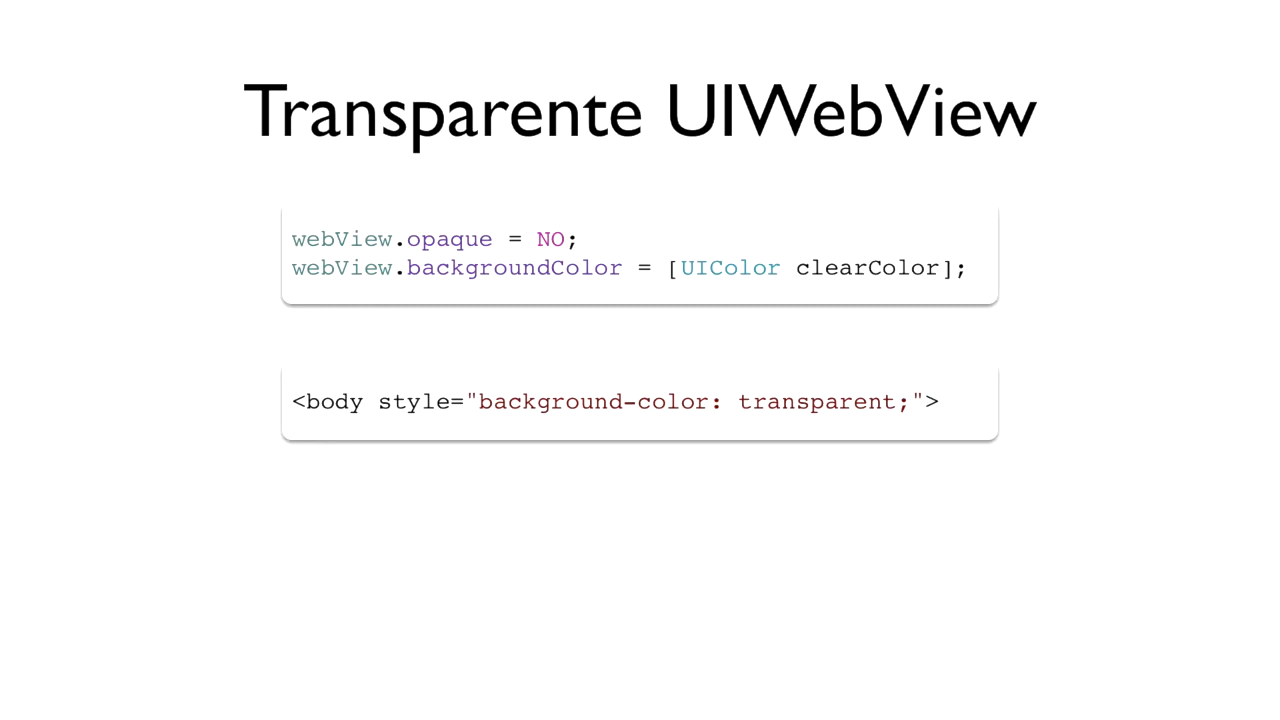 Transparente UIWebView
webView.opaque = NO;
webView.backgroundColor = [UIColor clearColor];
<body style="background-color: transparent;">